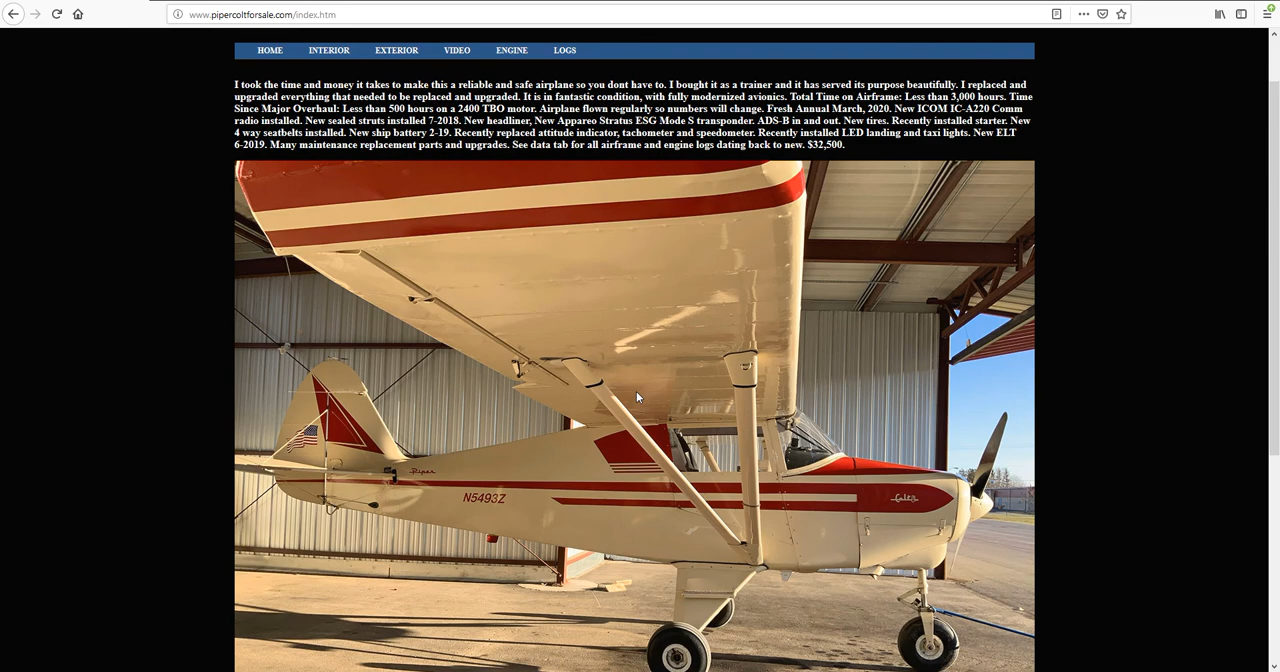 www.pipercoltforsale.com/index.htm
HOME INTERIOR EXTERIOR VIDEO ENGINE LOGS
I took the time and money it takes to make this a reliable and safe airplane so you dont have to. I bought it as a trainer and it has served its purpose beautifully. I replaced and
upgraded everything that needed to be replaced and upgraded. It is in fantastic condition, with fully modernized avionics. Total Time on Airframe: Less than 3,000 hours. Time
Since Major Overhaul: Less than 500 hours on a 2400 TBO motor. Airplane flown regularly so numbers will change. Fresh Annual March, 2020. New ICOM IC-A220 Comm
radio installed. New sealed struts installed 7-2018. New headliner, New Appareo Stratus ESG Mode S transponder. ADS-B in and out. New tires. Recently installed starter. New
4 way seatbelts installed. New ship battery 2-19. Recently replaced attitude indicator, tachometer and speedometer. Recently installed LED landing and taxi lights. New ELT
6-2019. Many maintenance replacement parts and upgrades. See data tab for all airframe and engine logs dating back to new. $32,500.
Piper
N5493Z
Colt